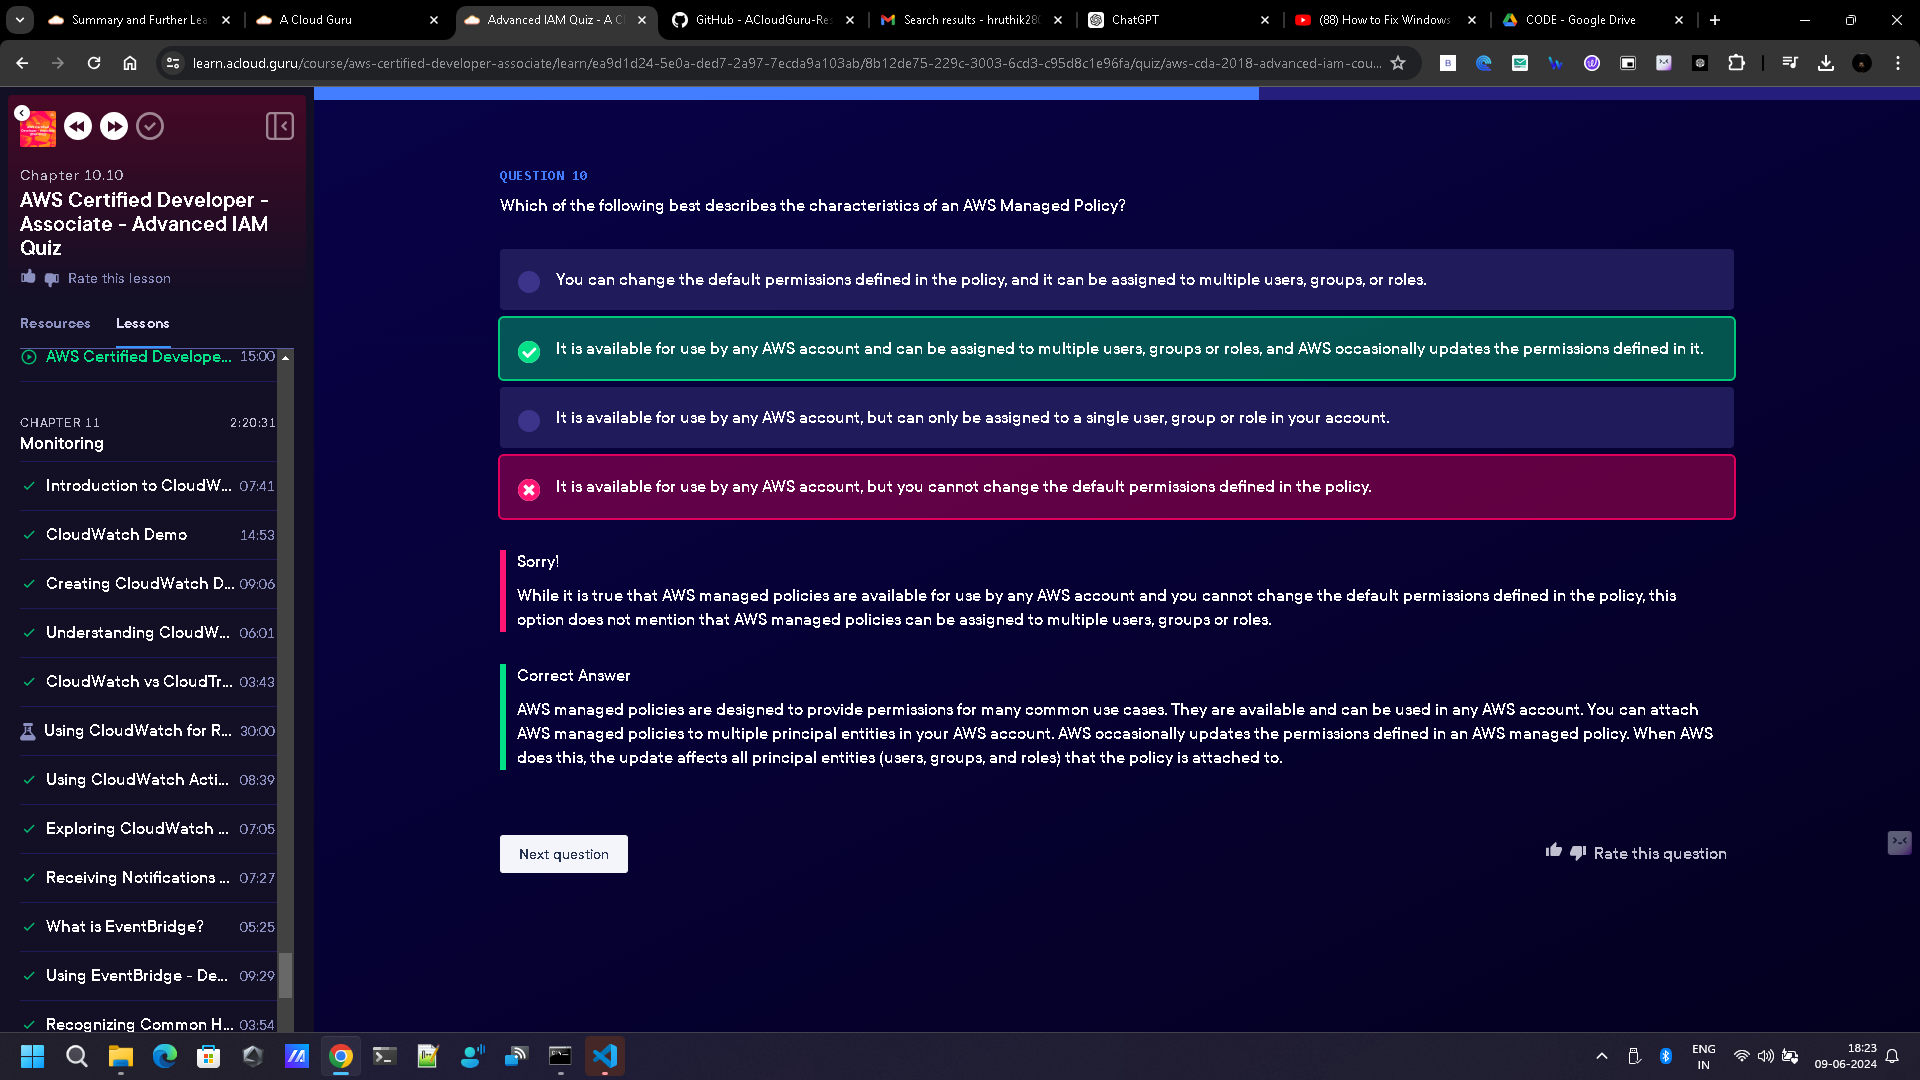 Summary and Further Lea
A Cloud Guru
Advanced IAM Quiz - A Cl
GitHub - ACloudGuru-Res
Search results - hruthik280
ChatGPT
(88) How to Fix Windows
CODE - Google Drive
learn.acloud.guru/course/aws-certified-developer-associate/learn/ea9d1d24-5e0a-ded7-2a97-7ecda9a103ab/8b12de75-229c-3003-6cd3-c95d8c1e96fa/quiz/aws-cda-2018-advanced-iam-cou...
Chapter 10.10
AWS Certified Developer -
Associate - Advanced IAM
Quiz
Rate this lesson
Resources Lessons
AWS Certified Develope... 15:00
CHAPTER 11 2:20:31
Monitoring
Introduction to CloudW... 07:41
CloudWatch Demo 14:53
Creating CloudWatch D... 09:06
Understanding CloudW... 06:01
CloudWatch vs CloudTr... 03:43
Using CloudWatch for R... 30:00
Using CloudWatch Acti... 08:39
Exploring CloudWatch ... 07:05
Receiving Notifications ... 07:27
What is EventBridge? 05:25
Using EventBridge - De... 09:29
Recognizing Common H... 03:54
QUESTION 10
Which of the following best describes the characteristics of an AWS Managed Policy?
You can change the default permissions defined in the policy, and it can be assigned to multiple users, groups, or roles.
It is available for use by any AWS account and can be assigned to multiple users, groups or roles, and AWS occasionally updates the permissions defined in it.
It is available for use by any AWS account, but can only be assigned to a single user, group or role in your account.
It is available for use by any AWS account, but you cannot change the default permissions defined in the policy.
Sorry!
While it is true that AWS managed policies are available for use by any AWS account and you cannot change the default permissions defined in the policy, this
option does not mention that AWS managed policies can be assigned to multiple users, groups or roles.
Correct Answer
AWS managed policies are designed to provide permissions for many common use cases. They are available and can be used in any AWS account. You can attach
AWS managed policies to multiple principal entities in your AWS account. AWS occasionally updates the permissions defined in an AWS managed policy. When AWS
does this, the update affects all principal entities (users, groups, and roles) that the policy is attached to.
Next question
Rate this question
ENG
IN
18:23
09-06-2024